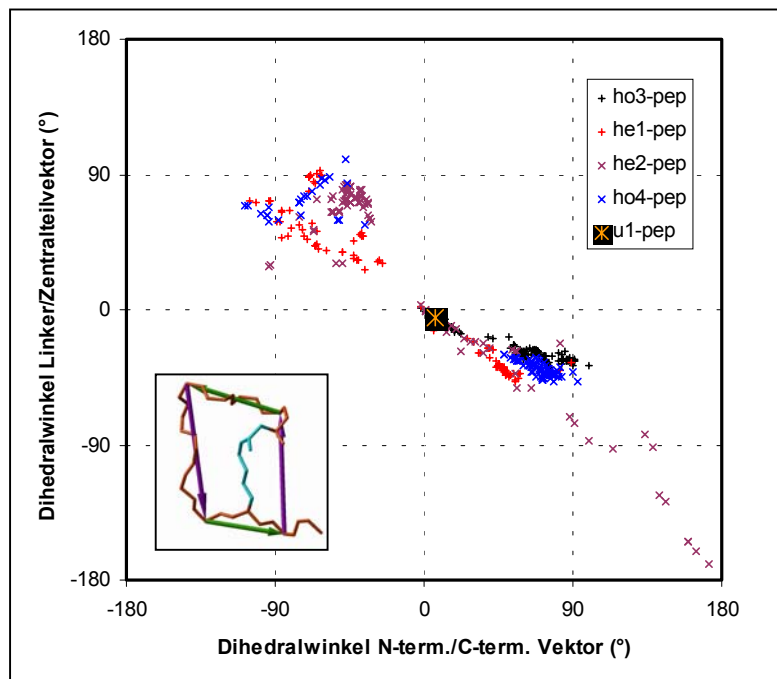 180
90
0
-90
-180
-180
-90
0
90
180
Dihedralwinkel Linker/Zentralteilvektor (°)
Dihedralwinkel N-term./C-term. Vektor (°)
ho3-pep
he1-pep
he2-pep
ho4-pep
u1-pep